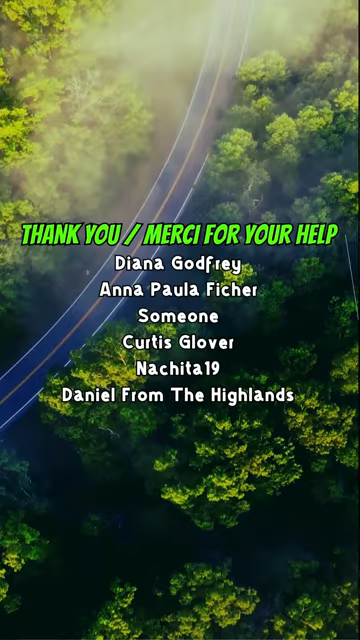 THANK YOU / MERCI FOR YOUR HELP
Diana Godfrey
Anna Paula Ficher
Someone
Curtis Glover
Nachita19
Daniel From The Highlands